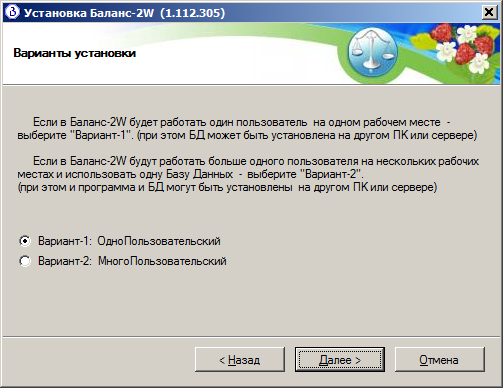 Установка Баланс-2W (1.112.305)
Варианты установки
Если в Баланс-2W будет работать один пользователь на одном рабочем месте -
выберите "Вариант-1". (при этом БД может быть установлена на другом ПК или сервере)
Если в Баланс-2W будут работать больше одного пользователя на нескольких рабочих
местах и использовать одну Базу Данных - выберите "Вариант-2".
(при этом и программа и БД могут быть установлены на другом ПК или сервере)
Вариант-1: ОдноПользовательский
Вариант-2: МногоПользовательский
< Назад Далее > Отмена